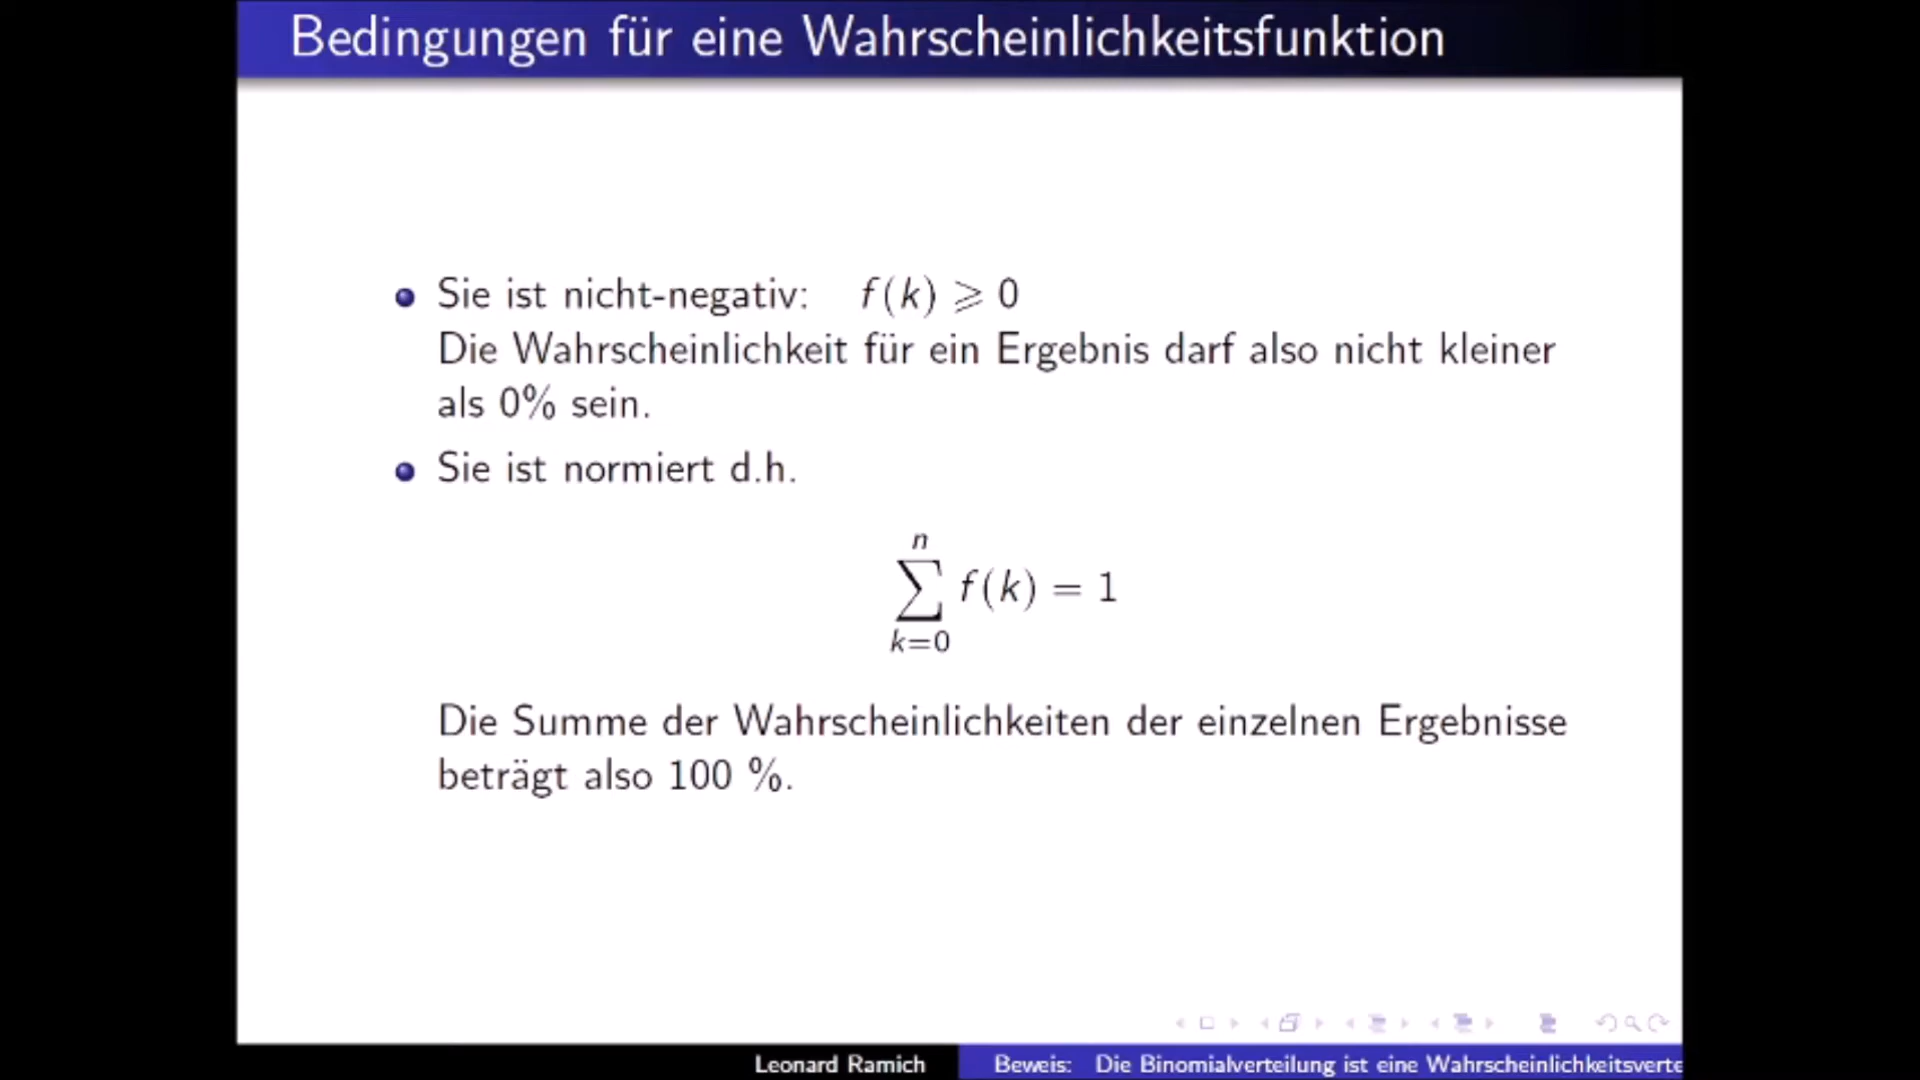 Bedingungen für eine Wahrscheinlichkeitsfunktion
Sie ist nicht-negativ: f(k) ⩾ 0
Die Wahrscheinlichkeit für ein Ergebnis darf also nicht kleiner
als 0% sein.
Sie ist normiert d.h.
n
∑ f(k) = 1
k=0
Die Summe der Wahrscheinlichkeiten der einzelnen Ergebnisse
beträgt also 100 %.
Leonard Ramich
Beweis: Die Binomialverteilung ist eine Wahrscheinlichkeitsverte